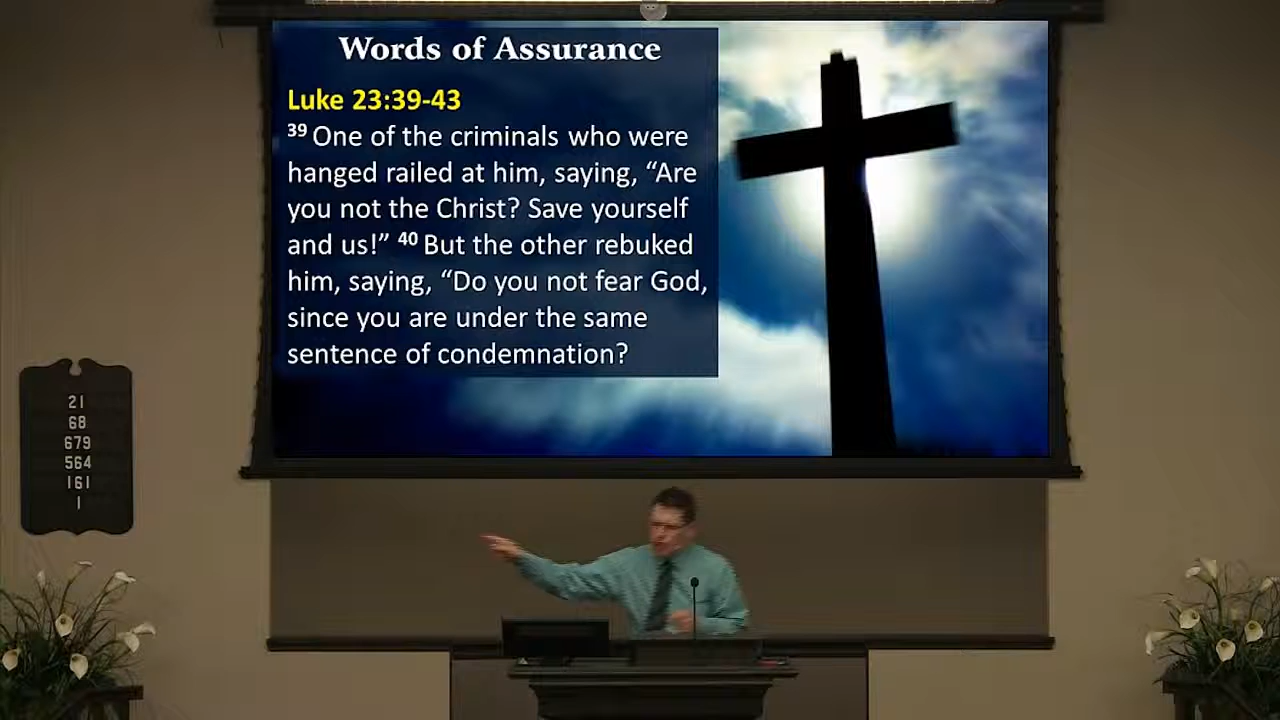 Words of Assurance
Luke 23:39-43
39 One of the criminals who were
hanged railed at him, saying, “Are
you not the Christ? Save yourself
and us!” 40 But the other rebuked
him, saying, “Do you not fear God,
since you are under the same
sentence of condemnation?
21
68
679
564
161
1